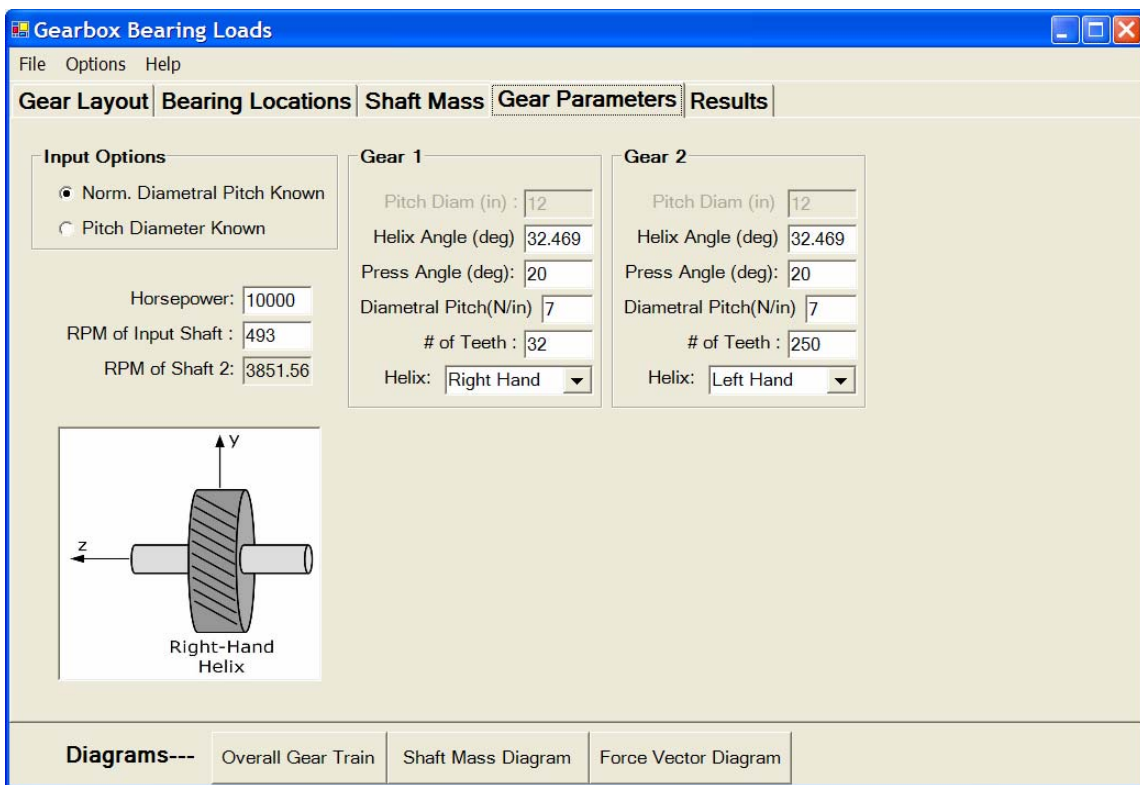 Gearbox Bearing Loads
File Options Help
Gear Layout Bearing Locations Shaft Mass Gear Parameters Results
Input Options
Norm. Diametral Pitch Known
Pitch Diameter Known
Horsepower: 10000
RPM of Input Shaft : 493
RPM of Shaft 2: 3851.56
Gear 1
Pitch Diam (in) : 12
Helix Angle (deg) 32.469
Press Angle (deg): 20
Diametral Pitch(N/in) 7
# of Teeth : 32
Helix: Right Hand
Gear 2
Pitch Diam (in) 12
Helix Angle (deg) 32.469
Press Angle (deg): 20
Diametral Pitch(N/in) 7
# of Teeth : 250
Helix: Left Hand
y
z
Right-Hand
Helix
Diagrams--- Overall Gear Train Shaft Mass Diagram Force Vector Diagram